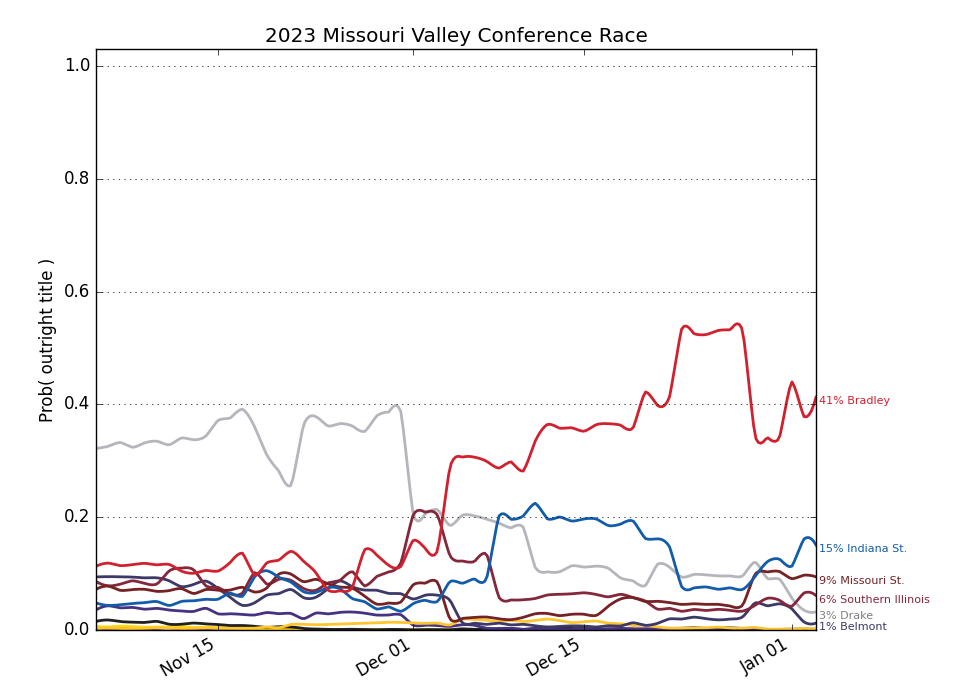 2023 Missouri Valley Conference Race
Prob( outright title )
1.0
0.8
0.6
0.4
0.2
0.0
Nov 15
Dec 01
Dec 15
Jan 01
41% Bradley
15% Indiana St.
9% Missouri St.
6% Southern Illinois
3% Drake
1% Belmont